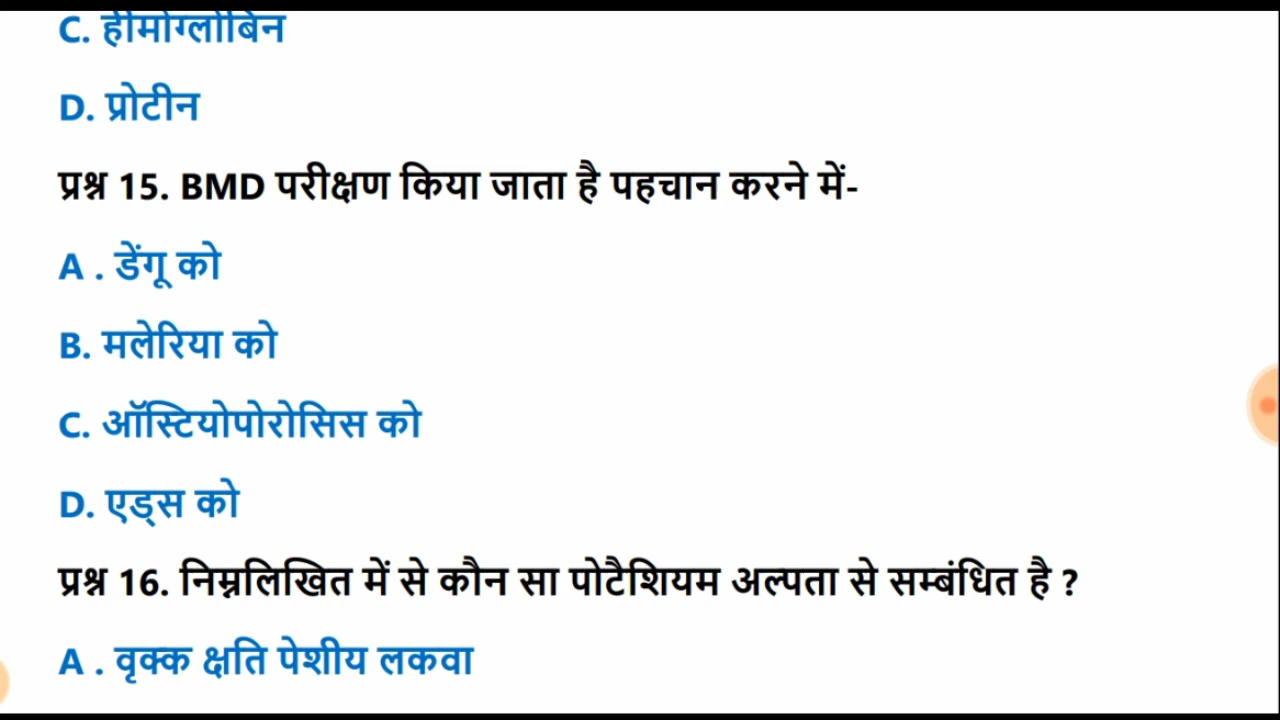 C. हीमोग्लोबिन
D. प्रोटीन
प्रश्न 15. BMD परीक्षण किया जाता है पहचान करने में-
A . डेंगू को
B. मलेरिया को
C. ऑस्टियोपोरोसिस को
D. एड्स को
प्रश्न 16. निम्नलिखित में से कौन सा पोटैशियम अल्पता से सम्बंधित है ?
A . वृक्क क्षति पेशीय लकवा